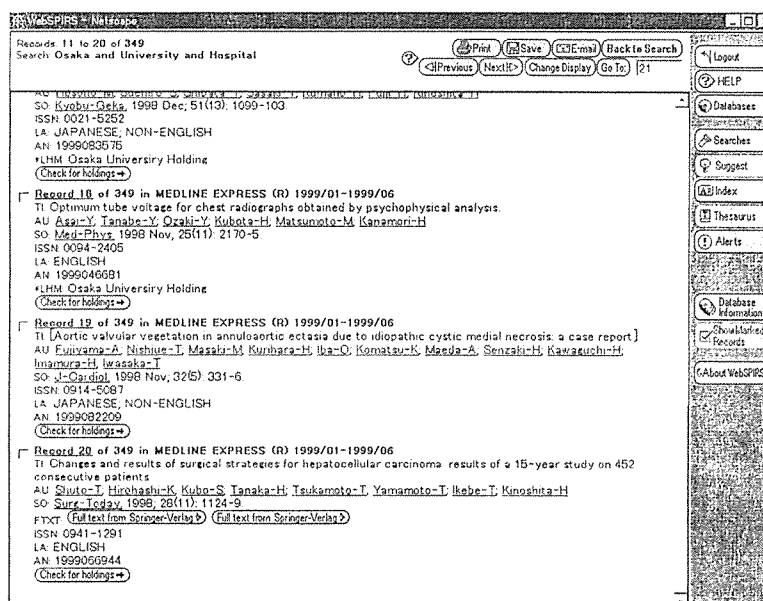 WebSPIRS - Netscape
Records: 11 to 20 of 349
Search: Osaka and University and Hospital
Print Save E-mail Back to Search
Previous Next Change Display Go To: 21
SO: Kyobu-Geka, 1998 Dec; 51(13): 1099-103
ISSN: 0021-5252
LA: JAPANESE; NON-ENGLISH
AN: 1999083575
*LHM: Osaka Universiry Holding
Check for holdings
Record 18 of 349 in MEDLINE EXPRESS (R) 1999/01-1999/06
TI: Optimum tube voltage for chest radiographs obtained by psychophysical analysis.
AU: Asai-Y; Tanabe-Y; Ozaki-Y; Kubota-H; Matsumoto-M; Kanamori-H
SO: Med-Phys. 1998 Nov; 25(11): 2170-5
ISSN: 0094-2405
LA: ENGLISH
AN: 1999046681
*LHM: Osaka Universiry Holding
Check for holdings
Record 19 of 349 in MEDLINE EXPRESS (R) 1999/01-1999/06
TI: [Aortic valvular vegetation in annuloaortic ectasia due to idiopathic cystic medial necrosis: a case report]
AU: Fujiyama-A; Nishiue-T; Masaki-M; Kurihara-H; Iba-O; Komatsu-K; Maeda-A; Senzaki-H; Kawaguchi-H;
Imamura-H; Iwasaka-T
SO: J-Cardiol. 1998 Nov; 32(5): 331-6
ISSN: 0914-5087
LA: JAPANESE; NON-ENGLISH
AN: 1999082209
Check for holdings
Record 20 of 349 in MEDLINE EXPRESS (R) 1999/01-1999/06
TI: Changes and results of surgical strategies for hepatocellular carcinoma: results of a 15-year study on 452
consecutive patients
AU: Shuto-T; Hirohashi-K; Kubo-S; Tanaka-H; Tsukamoto-T; Yamamoto-T; Ikebe-T; Kinoshita-H
SO: Surg-Today. 1998; 28(11): 1124-9
FTXT: Full text from Springer-Verlag Full text from Springer-Verlag
ISSN: 0941-1291
LA: ENGLISH
AN: 1999066944
Check for holdings
Logout
HELP
Databases
Searches
Suggest
Index
Thesaurus
Alerts
Database
Information
Show Marked
Records
About WebSPIRS